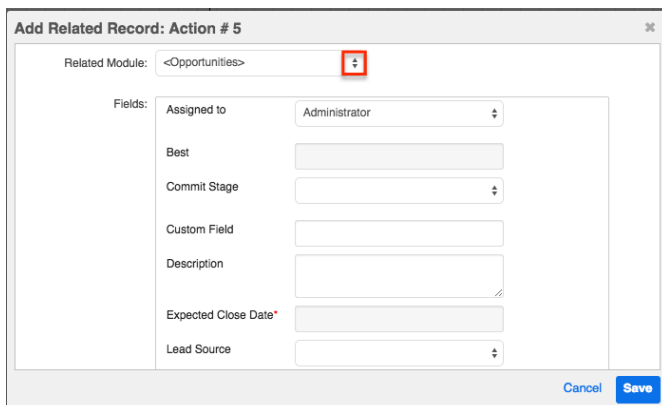 Add Related Record: Action # 5
Related Module: <Opportunities>
Fields: Assigned to Administrator
Best
Commit Stage
Custom Field
Description
Expected Close Date*
Lead Source
Cancel Save